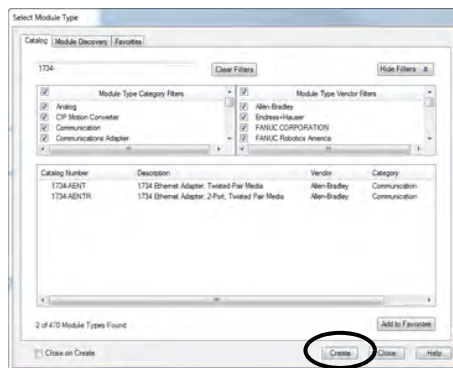 Select Module Type
Catalog Module Discovery Favorites
1734- Clear Filters Hide Filters
Module Type Category Filters Module Type Vendor Filters
Analog Allen-Bradley
CIP Motion Converter Endress+Hauser
Communication FANUC CORPORATION
Communications Adapter FANUC Robotics America
Catalog Number Description Vendor Category
1734-AENT 1734 Ethernet Adapter, Twisted-Pair Media Allen-Bradley Communication
1734-AENTR 1734 Ethernet Adapter, 2-Port, Twisted-Pair Media Allen-Bradley Communication
2 of 470 Module Types Found Add to Favorites
Close on Create Create Close Help